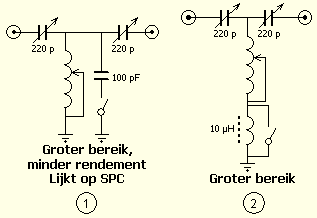 220 p
220 p
100 pF
Groter bereik,
minder rendement
Lijkt op SPC
1
220 p
220 p
10 µH
Groter bereik
2